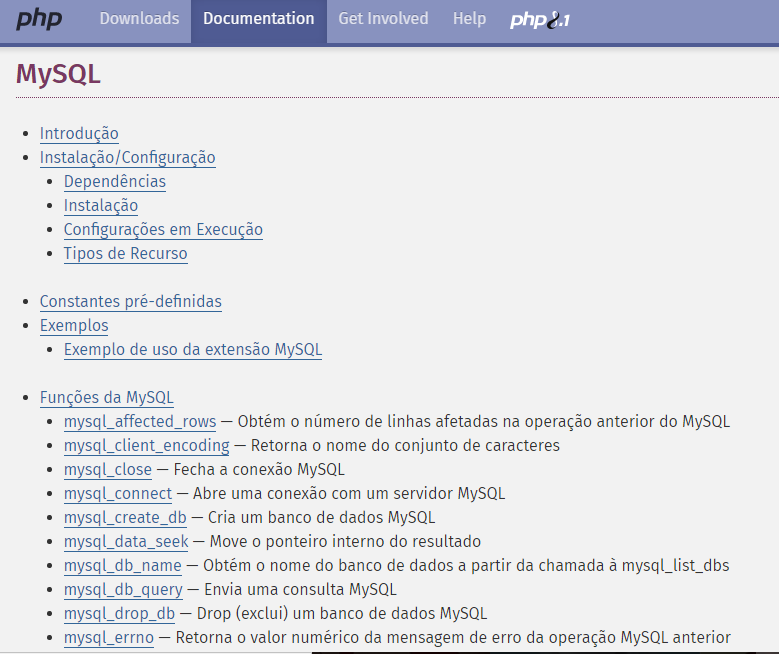 php Downloads Documentation Get Involved Help php8.1
MySQL
Introdução
Instalação/Configuração
Dependências
Instalação
Configurações em Execução
Tipos de Recurso
Constantes pré-definidas
Exemplos
Exemplo de uso da extensão MySQL
Funções da MySQL
mysql_affected_rows — Obtém o número de linhas afetadas na operação anterior do MySQL
mysql_client_encoding — Retorna o nome do conjunto de caracteres
mysql_close — Fecha a conexão MySQL
mysql_connect — Abre uma conexão com um servidor MySQL
mysql_create_db — Cria um banco de dados MySQL
mysql_data_seek — Move o ponteiro interno do resultado
mysql_db_name — Obtém o nome do banco de dados a partir da chamada à mysql_list_dbs
mysql_db_query — Envia uma consulta MySQL
mysql_drop_db — Drop (exclui) um banco de dados MySQL
mysql_errno — Retorna o valor numérico da mensagem de erro da operação MySQL anterior